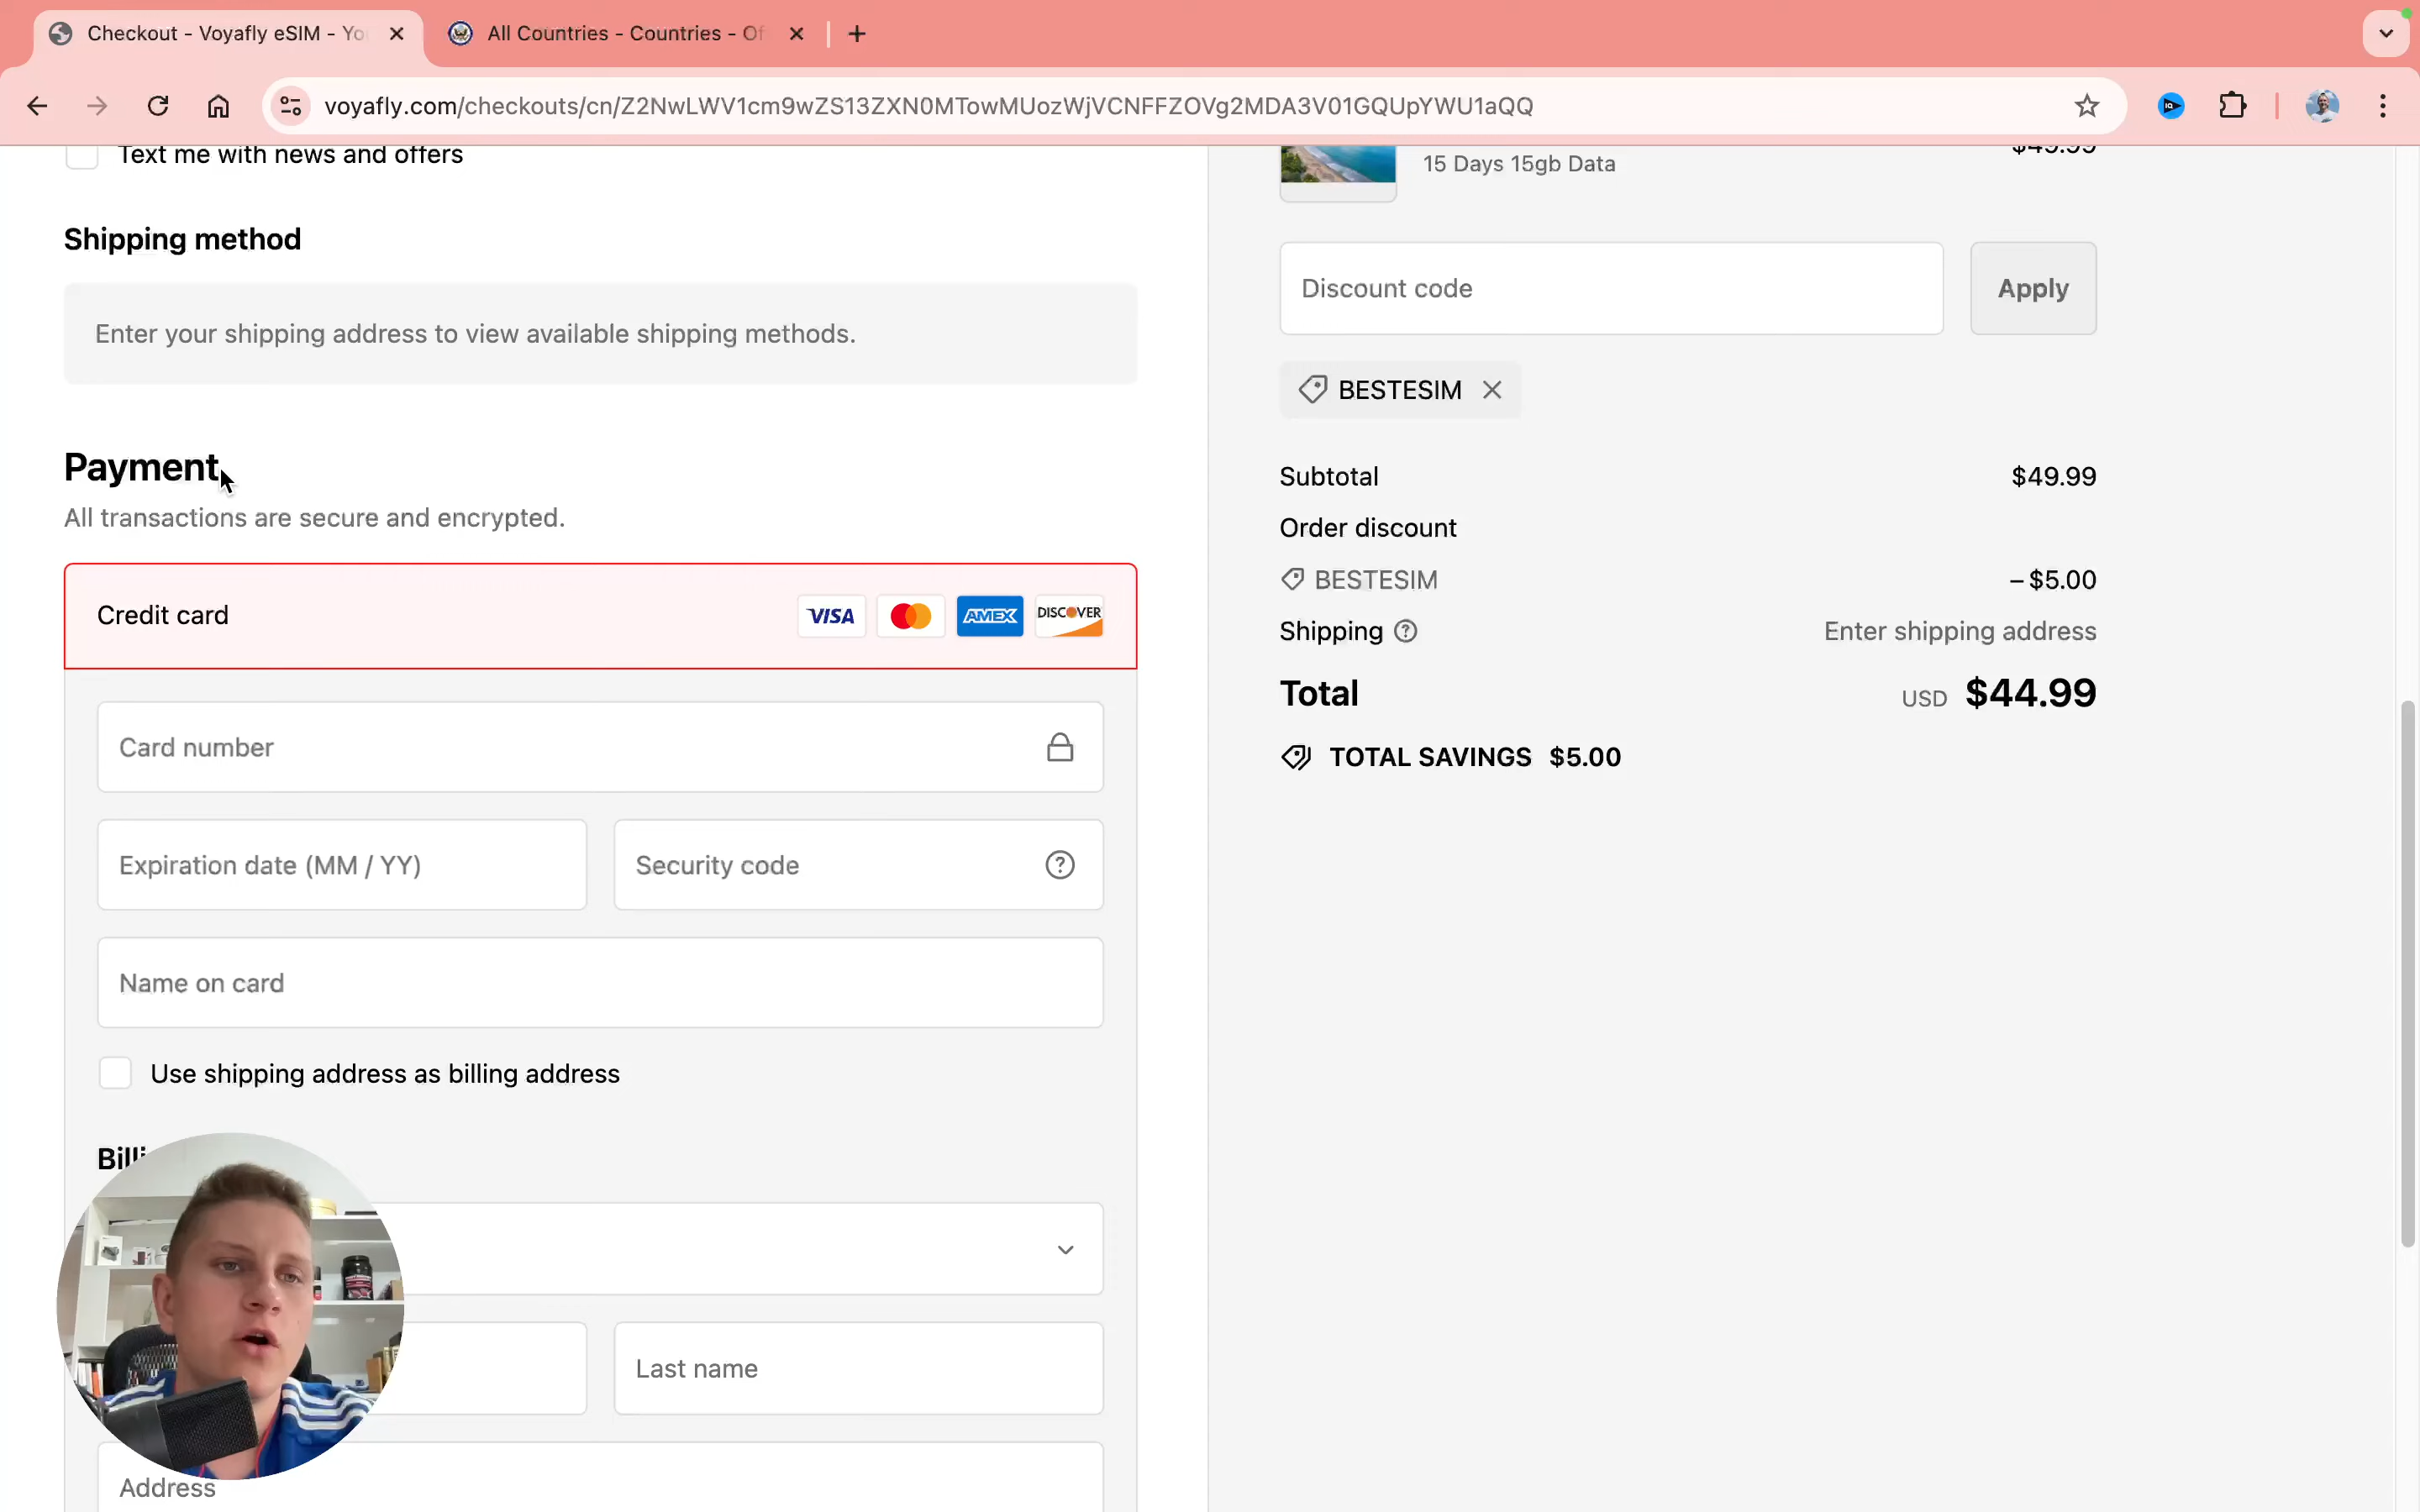 Checkout - Voyafly eSIM - Yo
All Countries - Countries - Of
voyafly.com/checkouts/cn/Z2NwLWV1cm9wZS13ZXN0MTowMUozWjVCNFFZOVg2MDA3V01GQUpYWU1aQQ
Text me with news and offers
Shipping method
Enter your shipping address to view available shipping methods.
Payment
All transactions are secure and encrypted.
Credit card
VISA
AMEX
DISCOVER
Card number
Expiration date (MM / YY)
Security code
Name on card
Use shipping address as billing address
Billi
Last name
Address
$49.99
15 Days 15gb Data
Discount code
Apply
BESTESIM
Subtotal $49.99
Order discount
BESTESIM –$5.00
Shipping Enter shipping address
Total USD $44.99
TOTAL SAVINGS $5.00